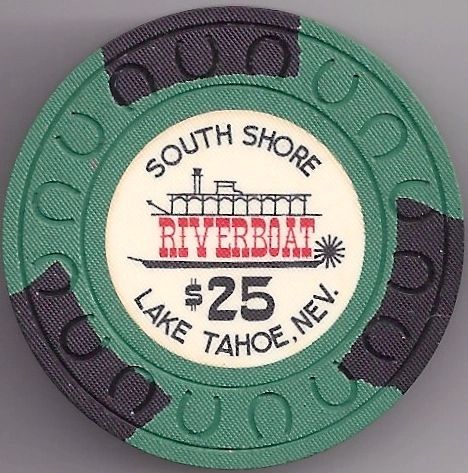 SOUTH SHORE
RIVERBOAT
$25
LAKE TAHOE, NEV.